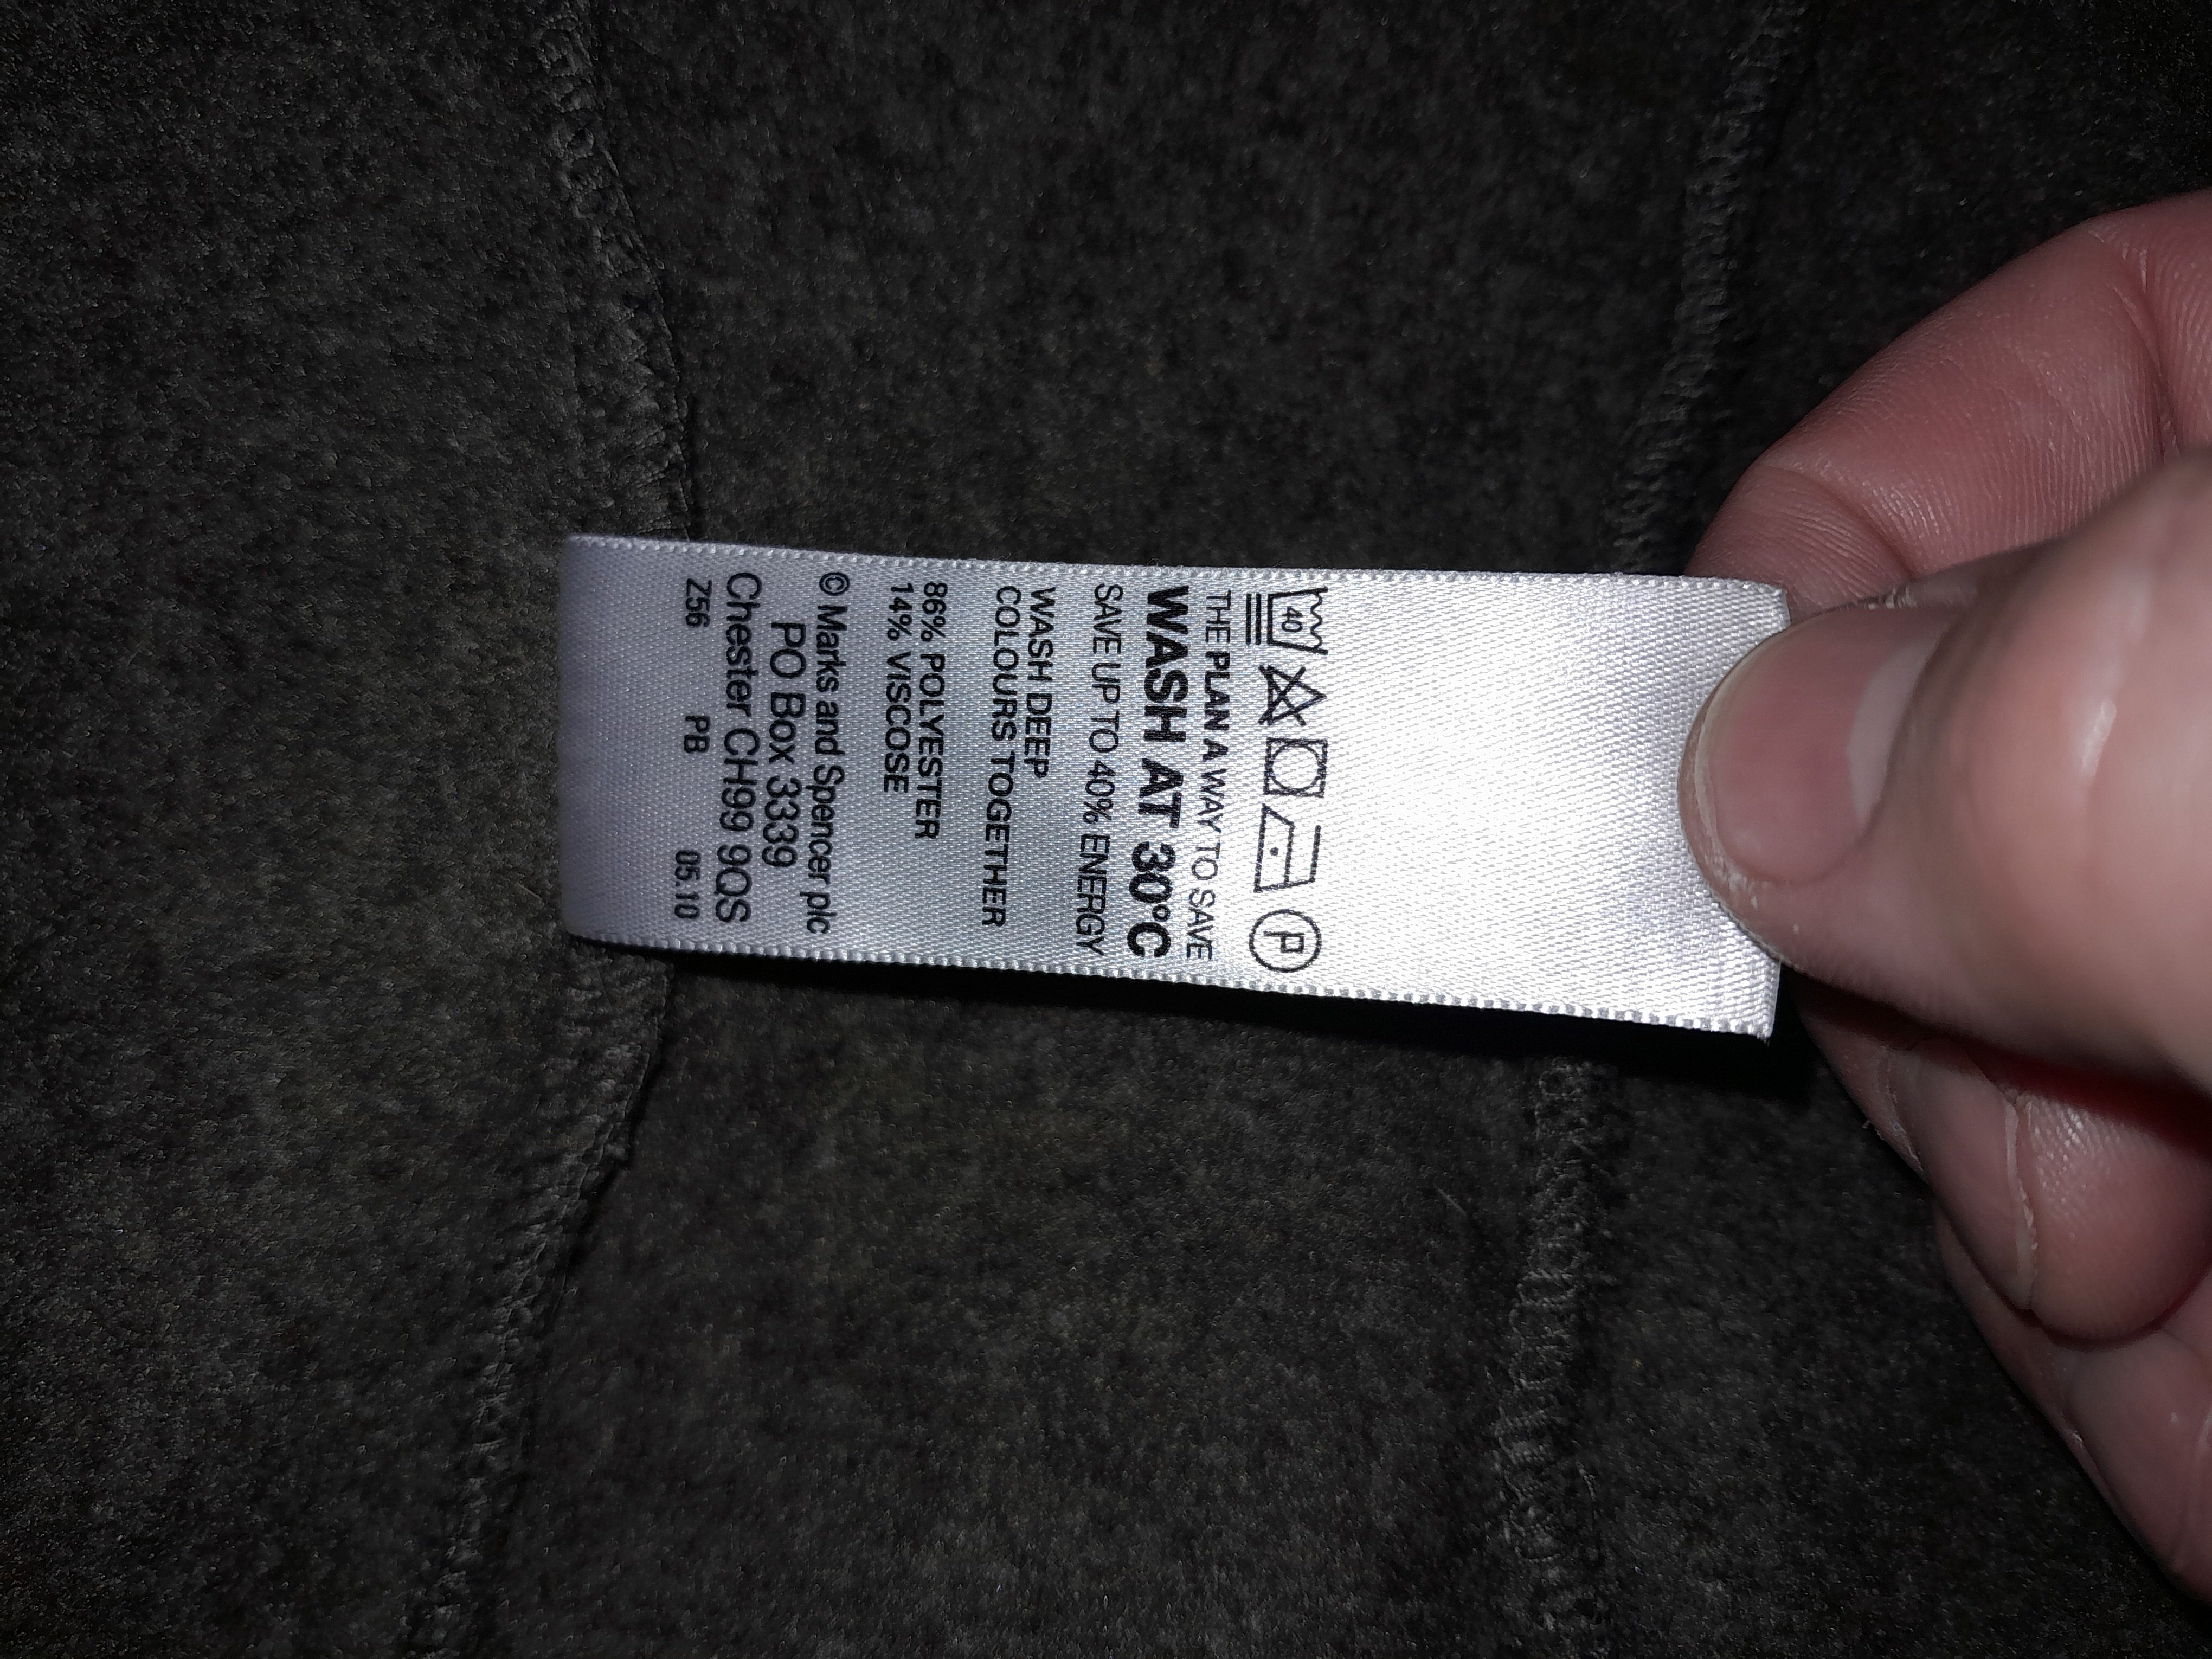 40 P
THE PLAN A WAY TO SAVE
WASH AT 30°C
SAVE UP TO 40% ENERGY
WASH DEEP
COLOURS TOGETHER
86% POLYESTER
14% VISCOSE
© Marks and Spencer plc
PO Box 3339
Chester CH99 9QS
Z56 PB 05.10